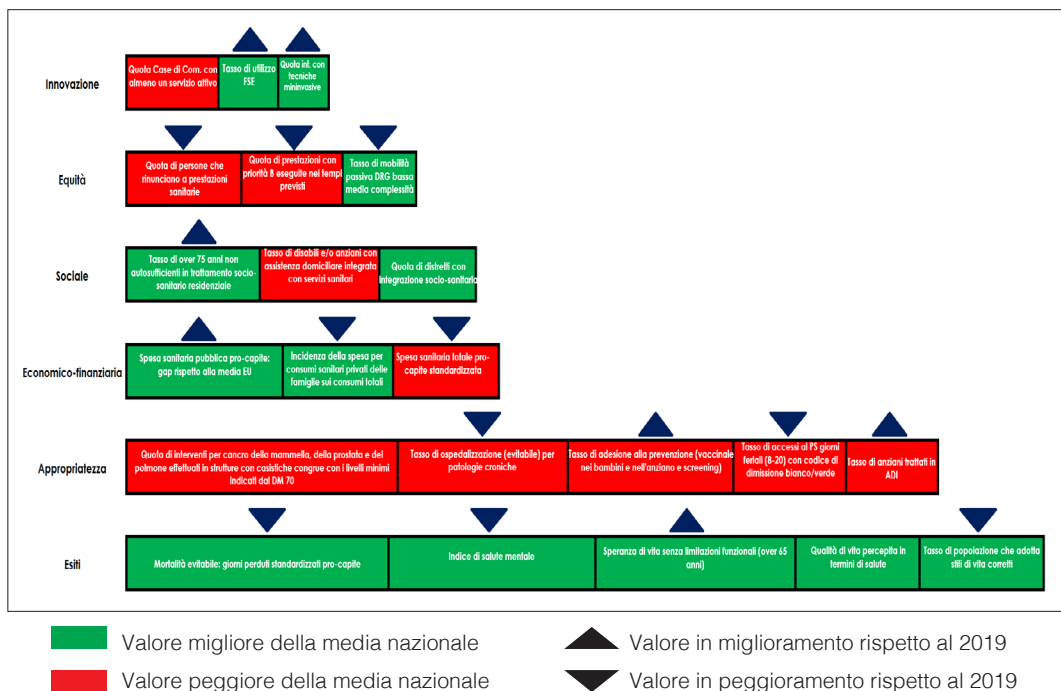 Innovazione
Quota Case di Com. con
almeno un servizio attivo
Tasso di utilizzo
FSE
Quota int. con
tecniche
mininvasive
Equità
Quota di persone che
rinunciano a prestazioni
sanitarie
Quota di prestazioni con
priorità B eseguite nei tempi
previsti
Tasso di mobilità
passiva DRG bassa
media complessità
Sociale
Tasso di over 75 anni non
autosufficienti in trattamento socio-
sanitario residenziale
Tasso di disabili e/o anziani con
assistenza domiciliare integrata
con servizi sanitari
Quota di distretti con
integrazione socio-sanitaria
Economico-finanziaria
Spesa sanitaria pubblica pro-capite:
gap rispetto alla media EU
Incidenza della spesa per
consumi sanitari privati delle
famiglie sui consumi totali
Spesa sanitaria totale pro-
capite standardizzata
Appropriatezza
Quota di interventi per cancro della mammella, della prostata e del
polmone effettuati in strutture con casistiche congrue con i livelli minimi
indicati dal DM 70
Tasso di ospedalizzazione (evitabile) per
patologie croniche
Tasso di adesione alla prevenzione (vaccinale
nei bambini e nell'anziano e screening)
Tasso di accessi al PS giorni
feriali (8-20) con codice di
dimissione bianco/verde
Tasso di anziani trattati in
ADI
Esiti
Mortalità evitabile: giorni perduti standardizzati pro-capite
Indice di salute mentale
Speranza di vita senza limitazioni funzionali (over 65
anni)
Qualità di vita percepita in
termini di salute
Tasso di popolazione che adotta
stili di vita corretti
Valore migliore della media nazionale
Valore in miglioramento rispetto al 2019
Valore peggiore della media nazionale
Valore in peggioramento rispetto al 2019